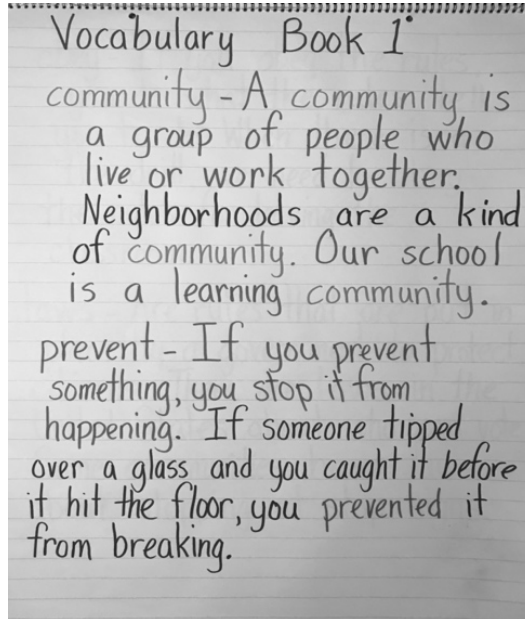 Vocabulary Book 1
community - A community is
a group of people who
live or work together.
Neighborhoods are a kind
of community. Our school
is a learning community.
prevent - If you prevent
something, you stop it from
happening. If someone tipped
over a glass and you caught it before
it hit the floor, you prevented it
from breaking.